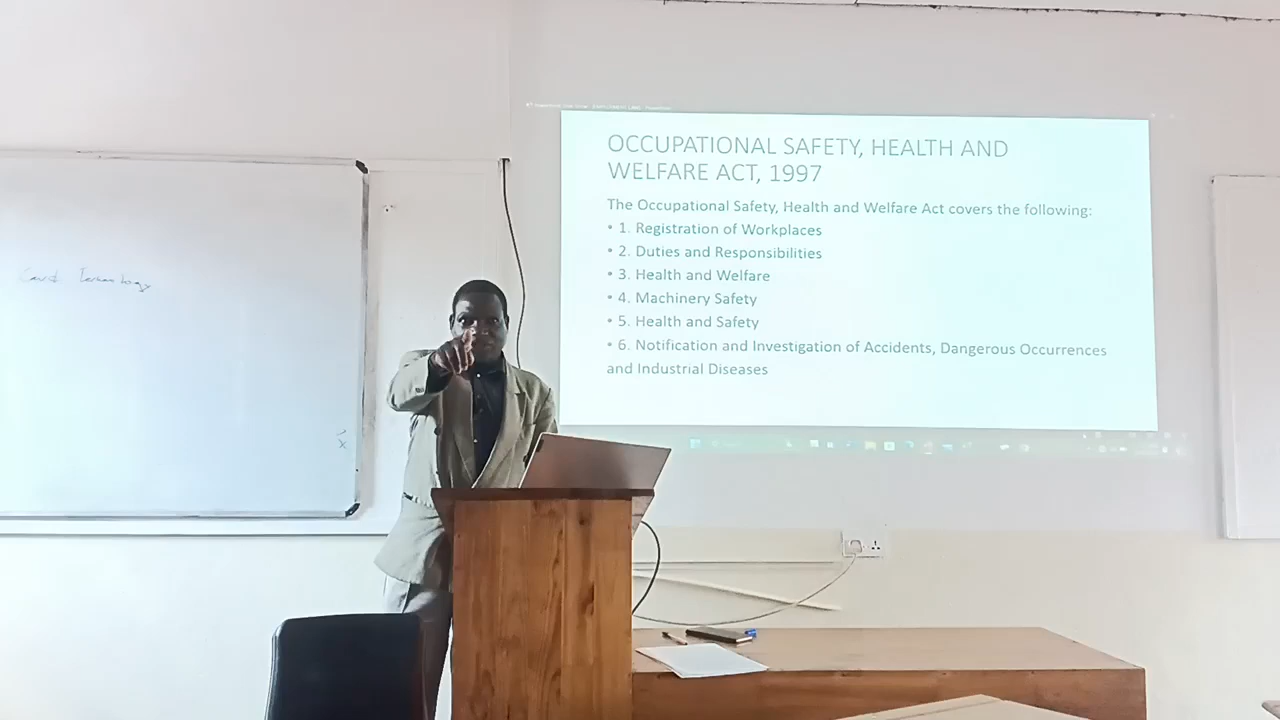 OCCUPATIONAL SAFETY, HEALTH AND
WELFARE ACT, 1997
The Occupational Safety, Health and Welfare Act covers the following:
• 1. Registration of Workplaces
• 2. Duties and Responsibilities
• 3. Health and Welfare
• 4. Machinery Safety
• 5. Health and Safety
• 6. Notification and Investigation of Accidents, Dangerous Occurrences
and Industrial Diseases